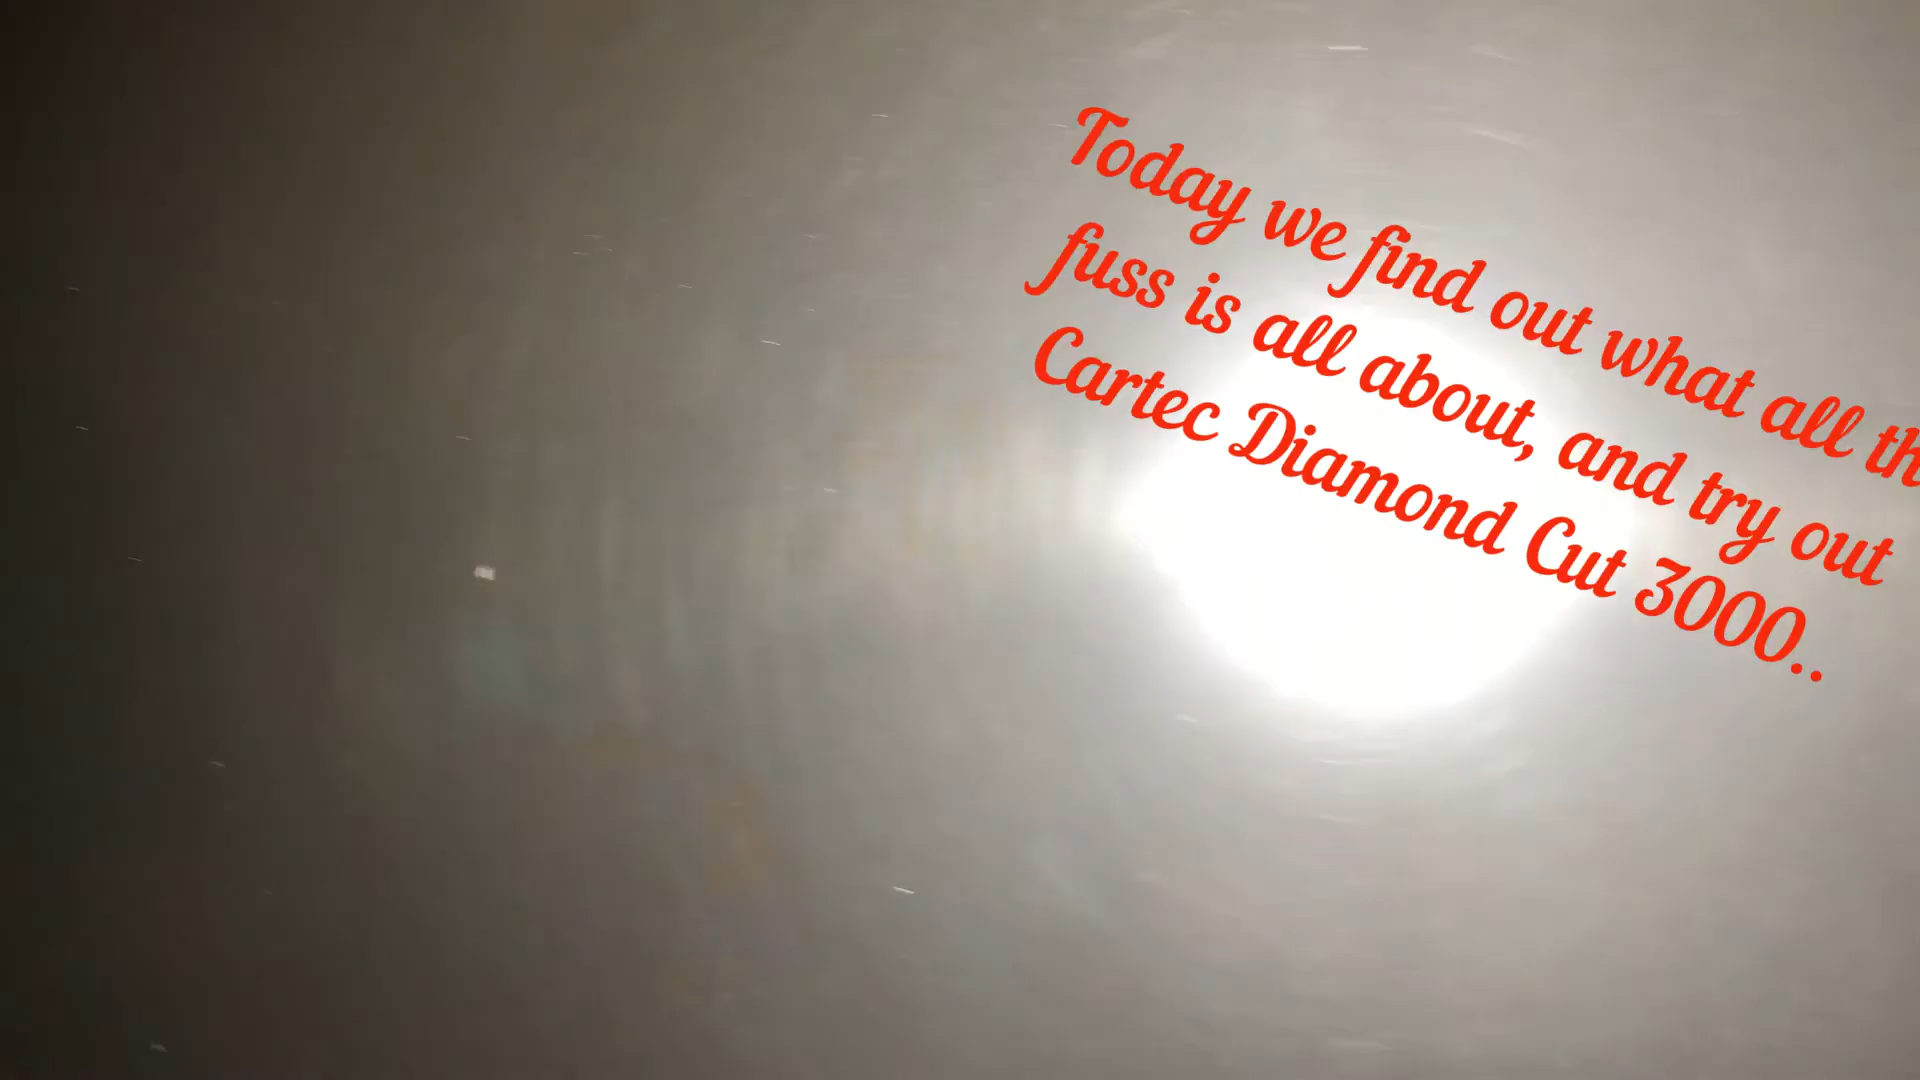 Today we find out what all th
fuss is all about, and try out
Cartec Diamond Cut 3000..